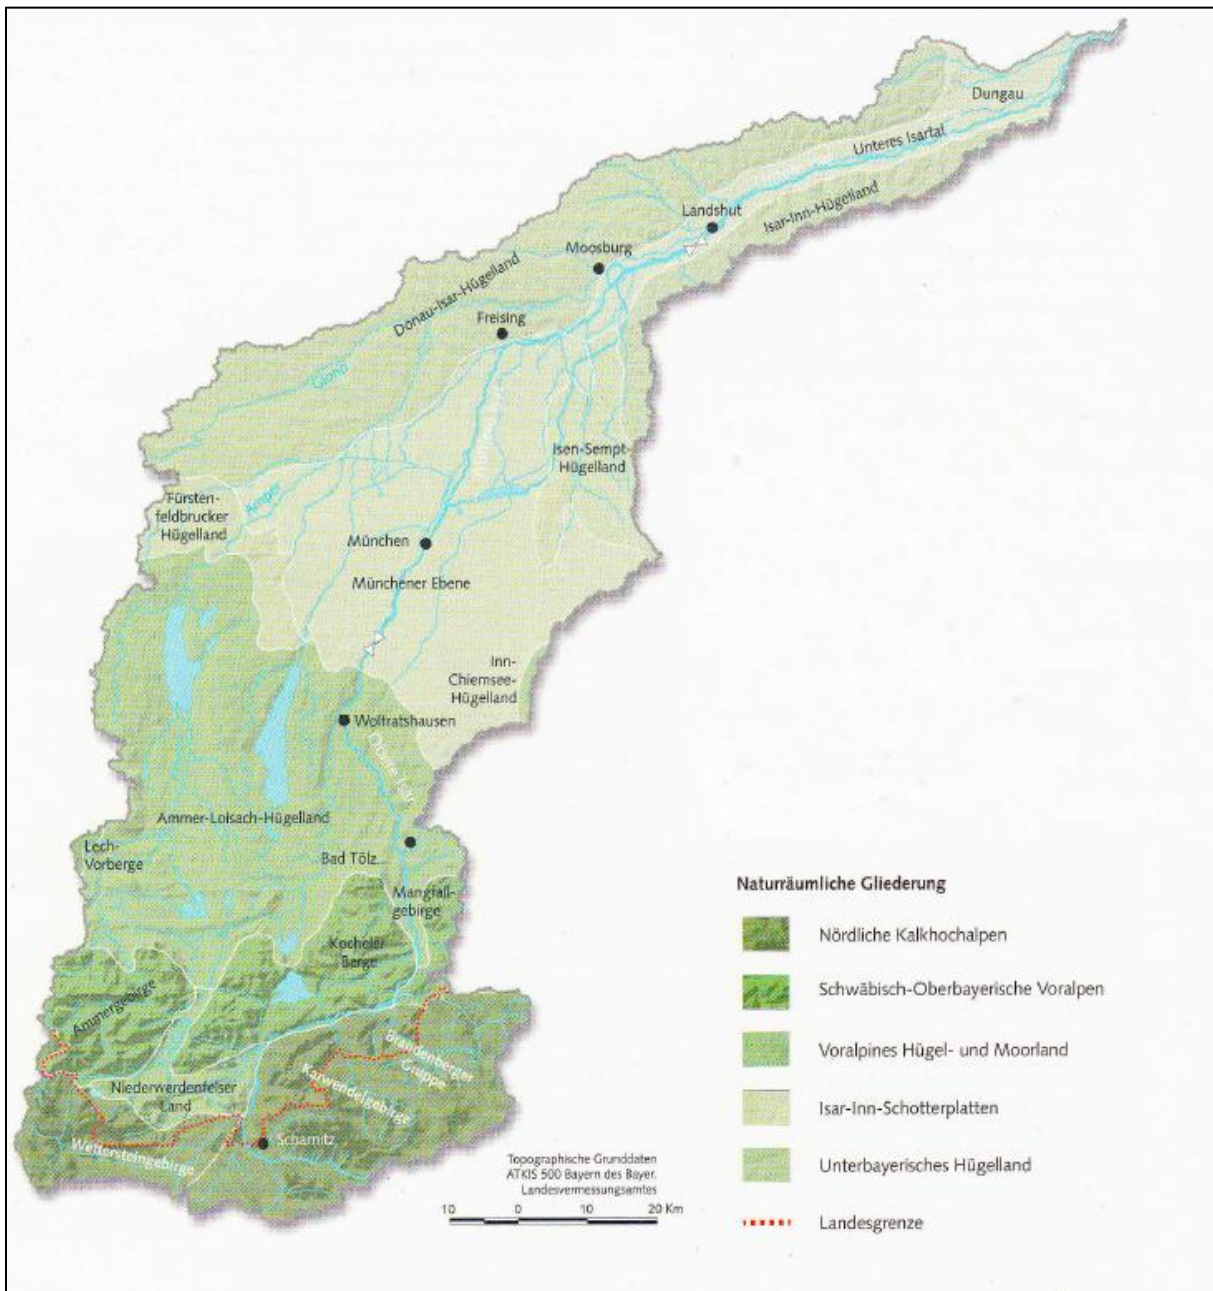 Dungau
Unteres Isartal
Isar-Inn-Hügelland
Landshut
Moosburg
Donau-Isar-Hügelland
Freising
Glonn
Isen-Sempt-
Hügelland
Amper
Fürsten-
feldbrucker
Hügelland
München
Münchener Ebene
Inn-
Chiemsee-
Hügelland
Wolfratshausen
Obere Isar
Ammer-Loisach-Hügelland
Lech-
Vorberge
Bad Tölz
Mangfall-
gebirge
Kocheler
Berge
Ammergebirge
Brandenberger
Gruppe
Karwendelgebirge
Niederwerdenfelser
Land
Wettersteingebirge
Scharnitz
Topographische Grunddaten
ATKIS 500 Bayern des Bayer.
Landesvermessungsamtes
10 0 10 20 Km
Naturräumliche Gliederung
Nördliche Kalkhochalpen
Schwäbisch-Oberbayerische Voralpen
Voralpines Hügel- und Moorland
Isar-Inn-Schotterplatten
Unterbayerisches Hügelland
Landesgrenze